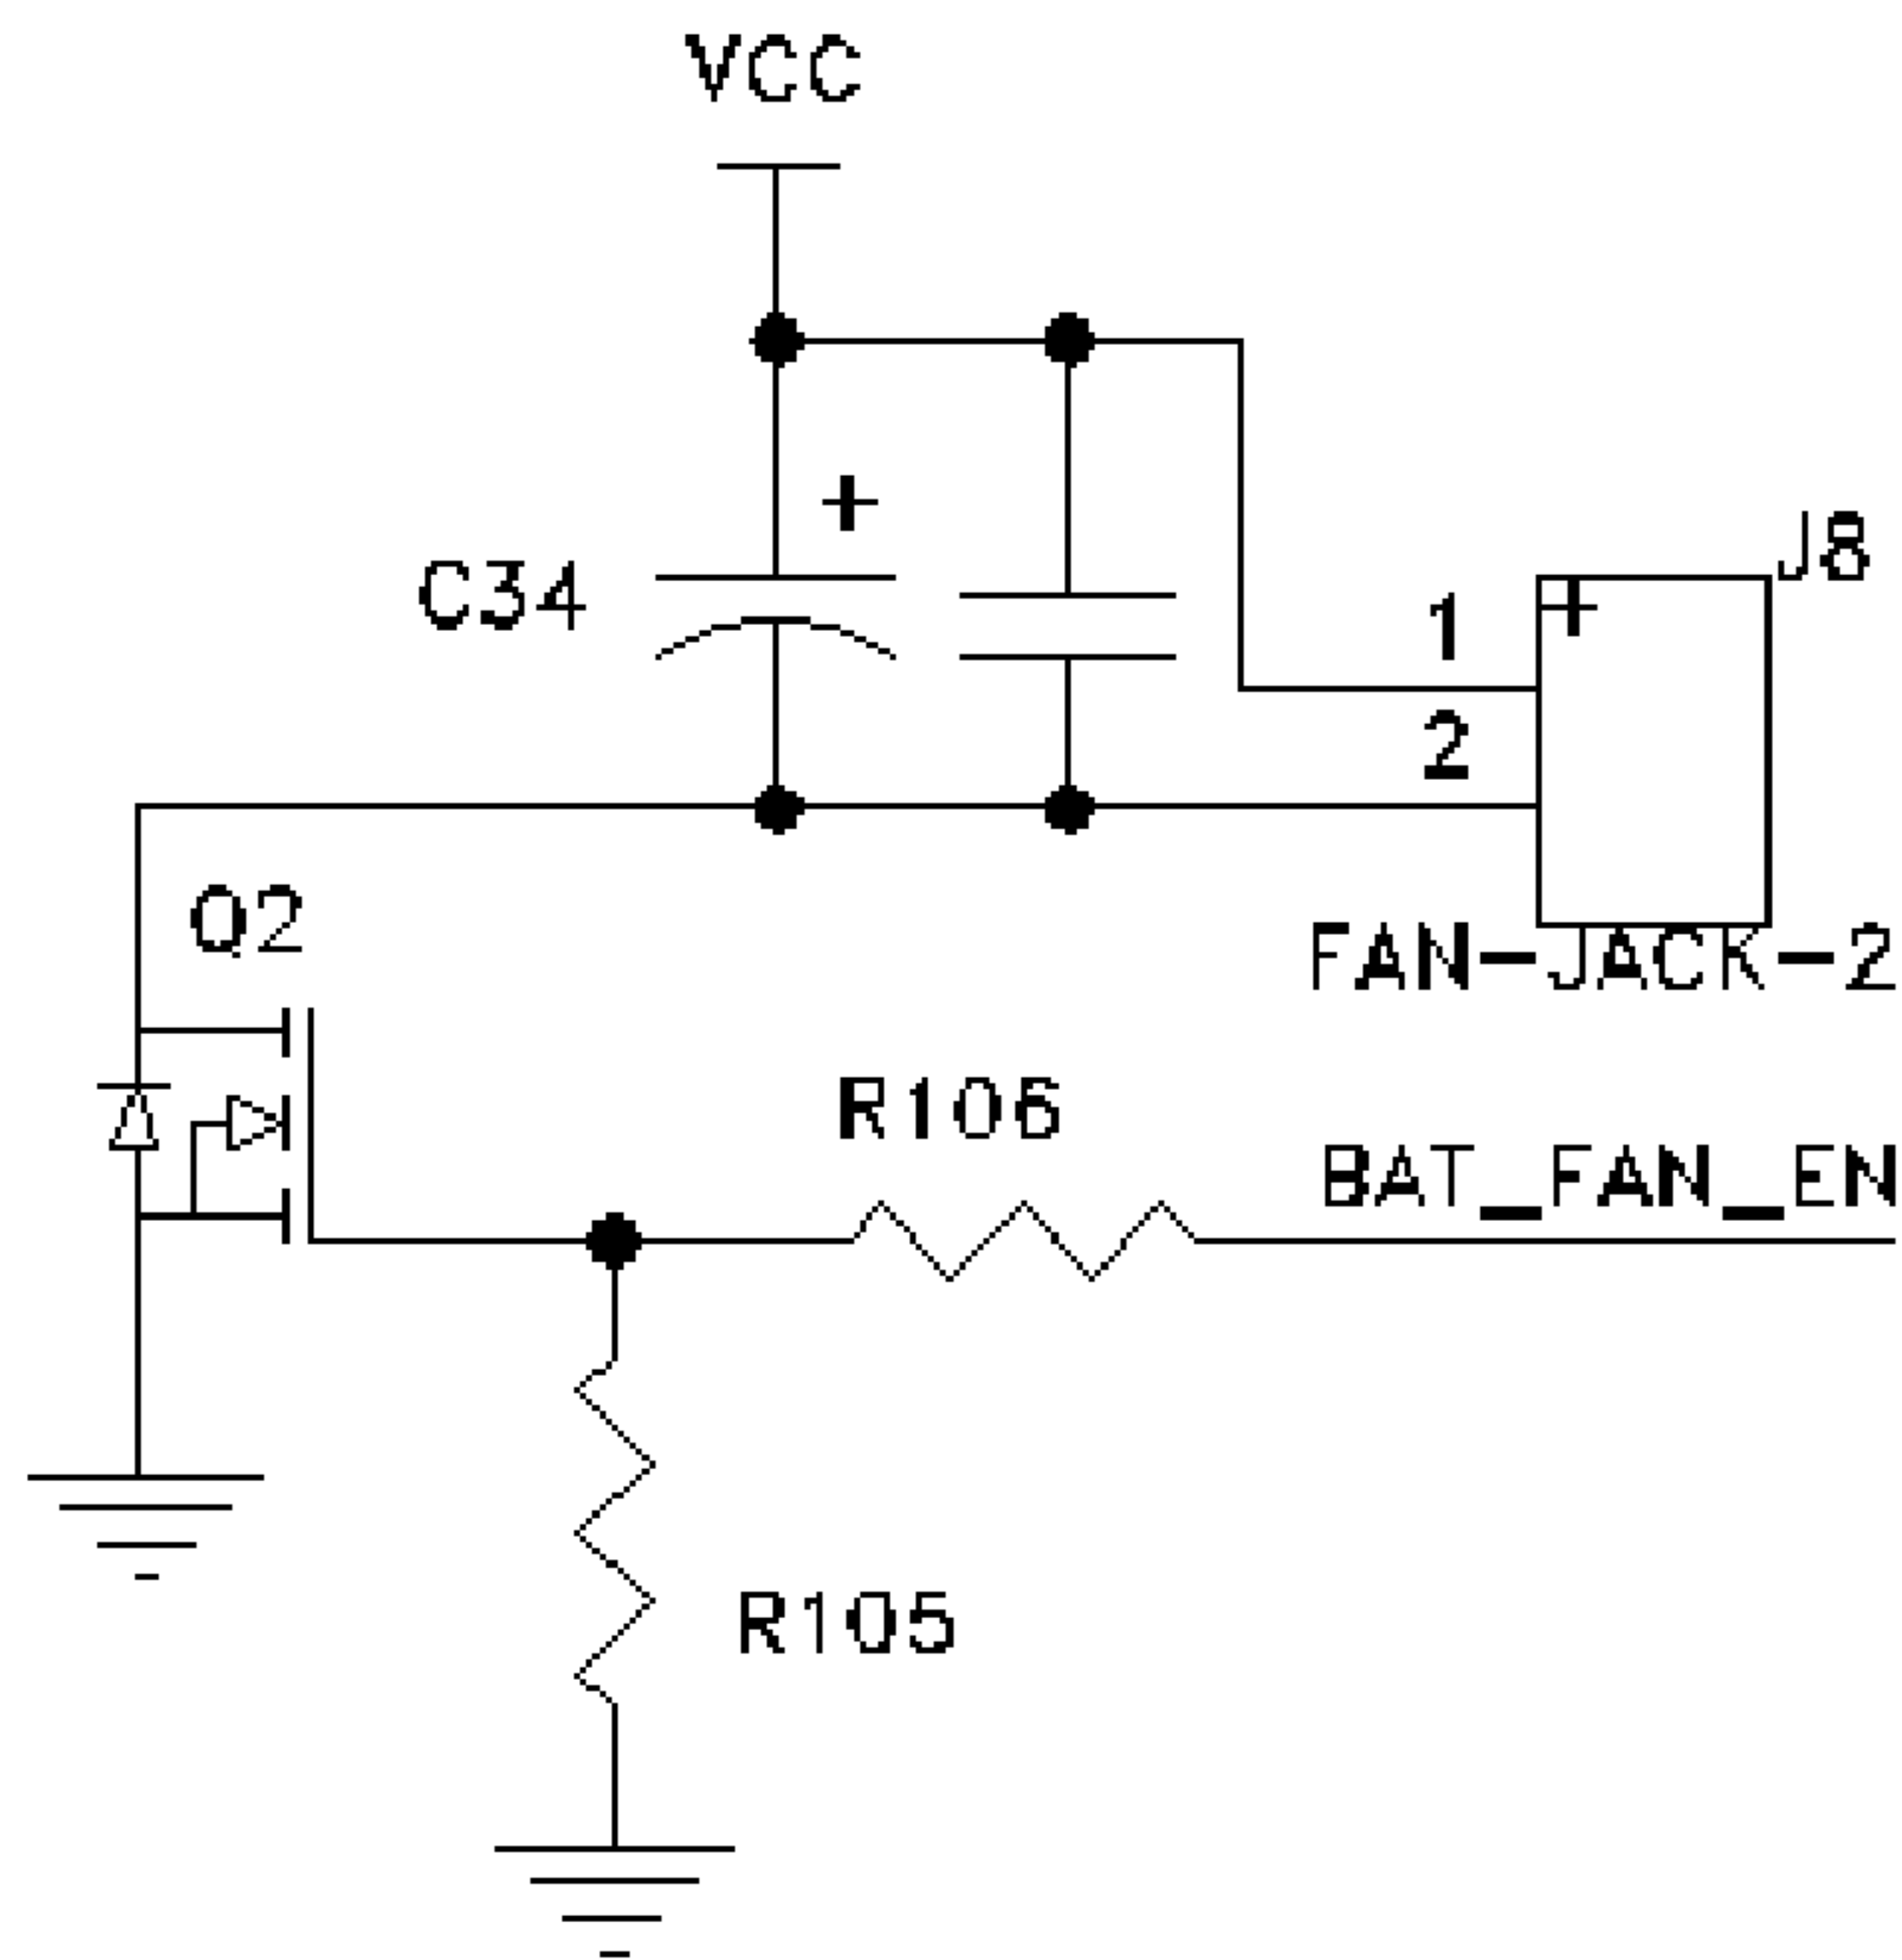 VCC
+
C34
J8
1
+
2
Q2
FAN-JACK-2
R106
BAT_FAN_EN
R105